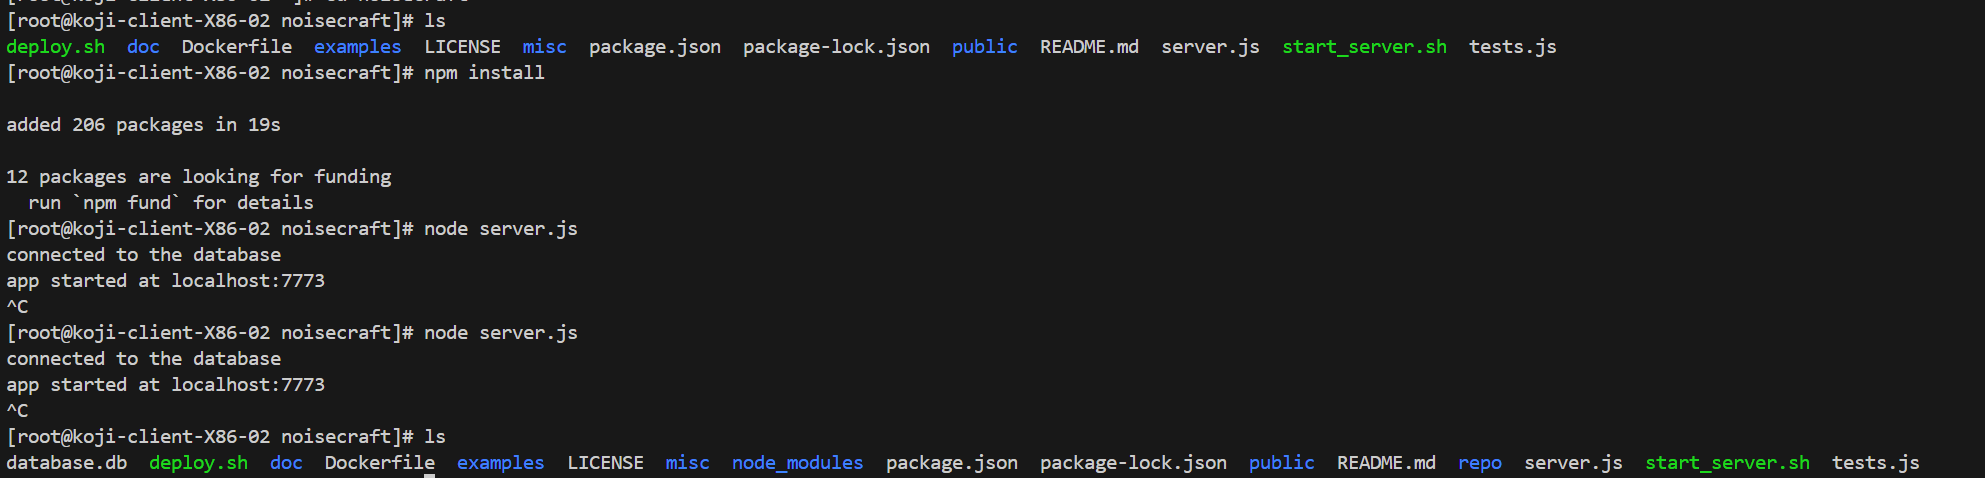 [root@koji-client-X86-02 noisecraft]# ls
deploy.sh  doc  Dockerfile  examples  LICENSE  misc  package.json  package-lock.json  public  README.md  server.js  start_server.sh  tests.js
[root@koji-client-X86-02 noisecraft]# npm install
added 206 packages in 19s
12 packages are looking for funding
  run `npm fund` for details
[root@koji-client-X86-02 noisecraft]# node server.js
connected to the database
app started at localhost:7773
^C
[root@koji-client-X86-02 noisecraft]# node server.js
connected to the database
app started at localhost:7773
^C
[root@koji-client-X86-02 noisecraft]# ls
database.db  deploy.sh  doc  Dockerfile  examples  LICENSE  misc  node_modules  package.json  package-lock.json  public  README.md  repo  server.js  start_server.sh  tests.js